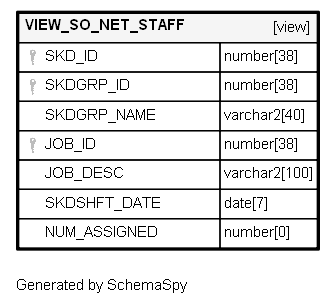 VIEW_SO_NET_STAFF [view]
SKD_ID number[38]
SKDGRP_ID number[38]
SKDGRP_NAME varchar2[40]
JOB_ID number[38]
JOB_DESC varchar2[100]
SKDSHFT_DATE date[7]
NUM_ASSIGNED number[0]
Generated by SchemaSpy